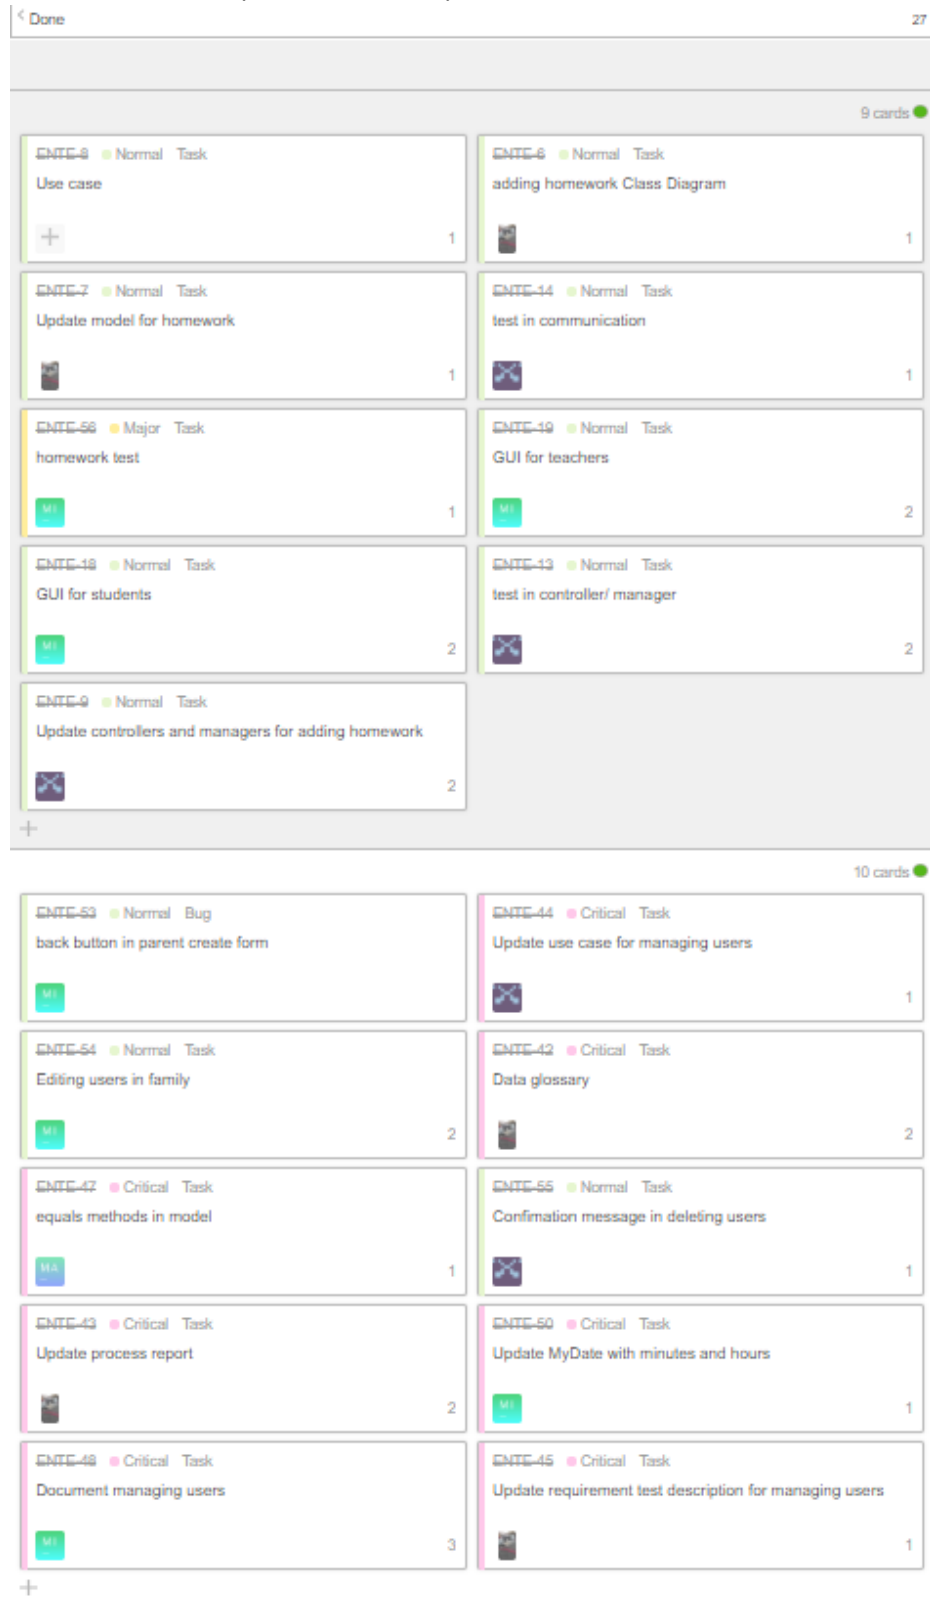 Done 27
9 cards
ENTE-8 Normal Task
Use case
1
ENTE-6 Normal Task
adding homework Class Diagram
1
ENTE-7 Normal Task
Update model for homework
1
ENTE-14 Normal Task
test in communication
1
ENTE-56 Major Task
homework test
MI
1
ENTE-19 Normal Task
GUI for teachers
MI
2
ENTE-18 Normal Task
GUI for students
MI
2
ENTE-13 Normal Task
test in controller/ manager
2
ENTE-9 Normal Task
Update controllers and managers for adding homework
2
10 cards
ENTE-53 Normal Bug
back button in parent create form
MI
ENTE-44 Critical Task
Update use case for managing users
1
ENTE-54 Normal Task
Editing users in family
MI
2
ENTE-42 Critical Task
Data glossary
2
ENTE-47 Critical Task
equals methods in model
MA
1
ENTE-55 Normal Task
Confimation message in deleting users
1
ENTE-43 Critical Task
Update process report
2
ENTE-50 Critical Task
Update MyDate with minutes and hours
MI
1
ENTE-48 Critical Task
Document managing users
MI
3
ENTE-45 Critical Task
Update requirement test description for managing users
1